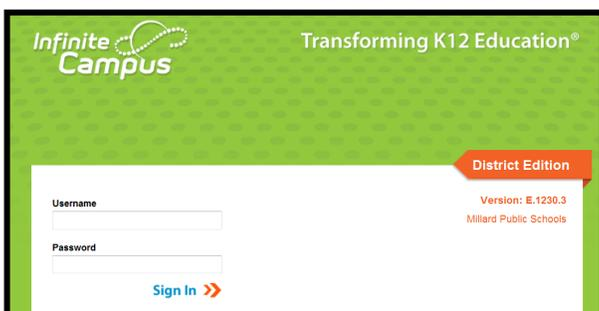 Infinite
Campus
Transforming K12 Education®
District Edition
Version: E.1230.3
Millard Public Schools
Username
Password
Sign In